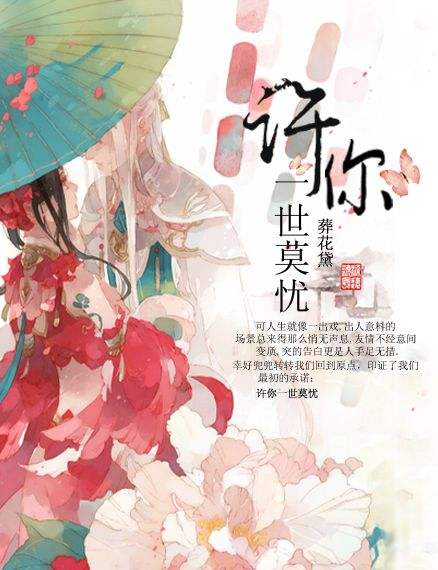 许你
一世莫忧
葬花黛
可人生就像一出戏,出人意料的
场景总来得那么悄无声息,友情不经意间
变质,突的告白更是人手足无措.
幸好兜兜转转我们回到原点，印证了我们
最初的承诺：
许你一世莫忧